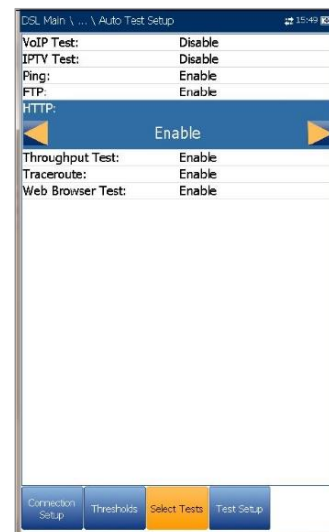 DSL Main \ ... \ Auto Test Setup 15:49
VoIP Test: Disable
IPTV Test: Disable
Ping: Enable
FTP: Enable
HTTP:
Enable
Throughput Test: Enable
Traceroute: Enable
Web Browser Test: Enable
Connection Setup Thresholds Select Tests Test Setup